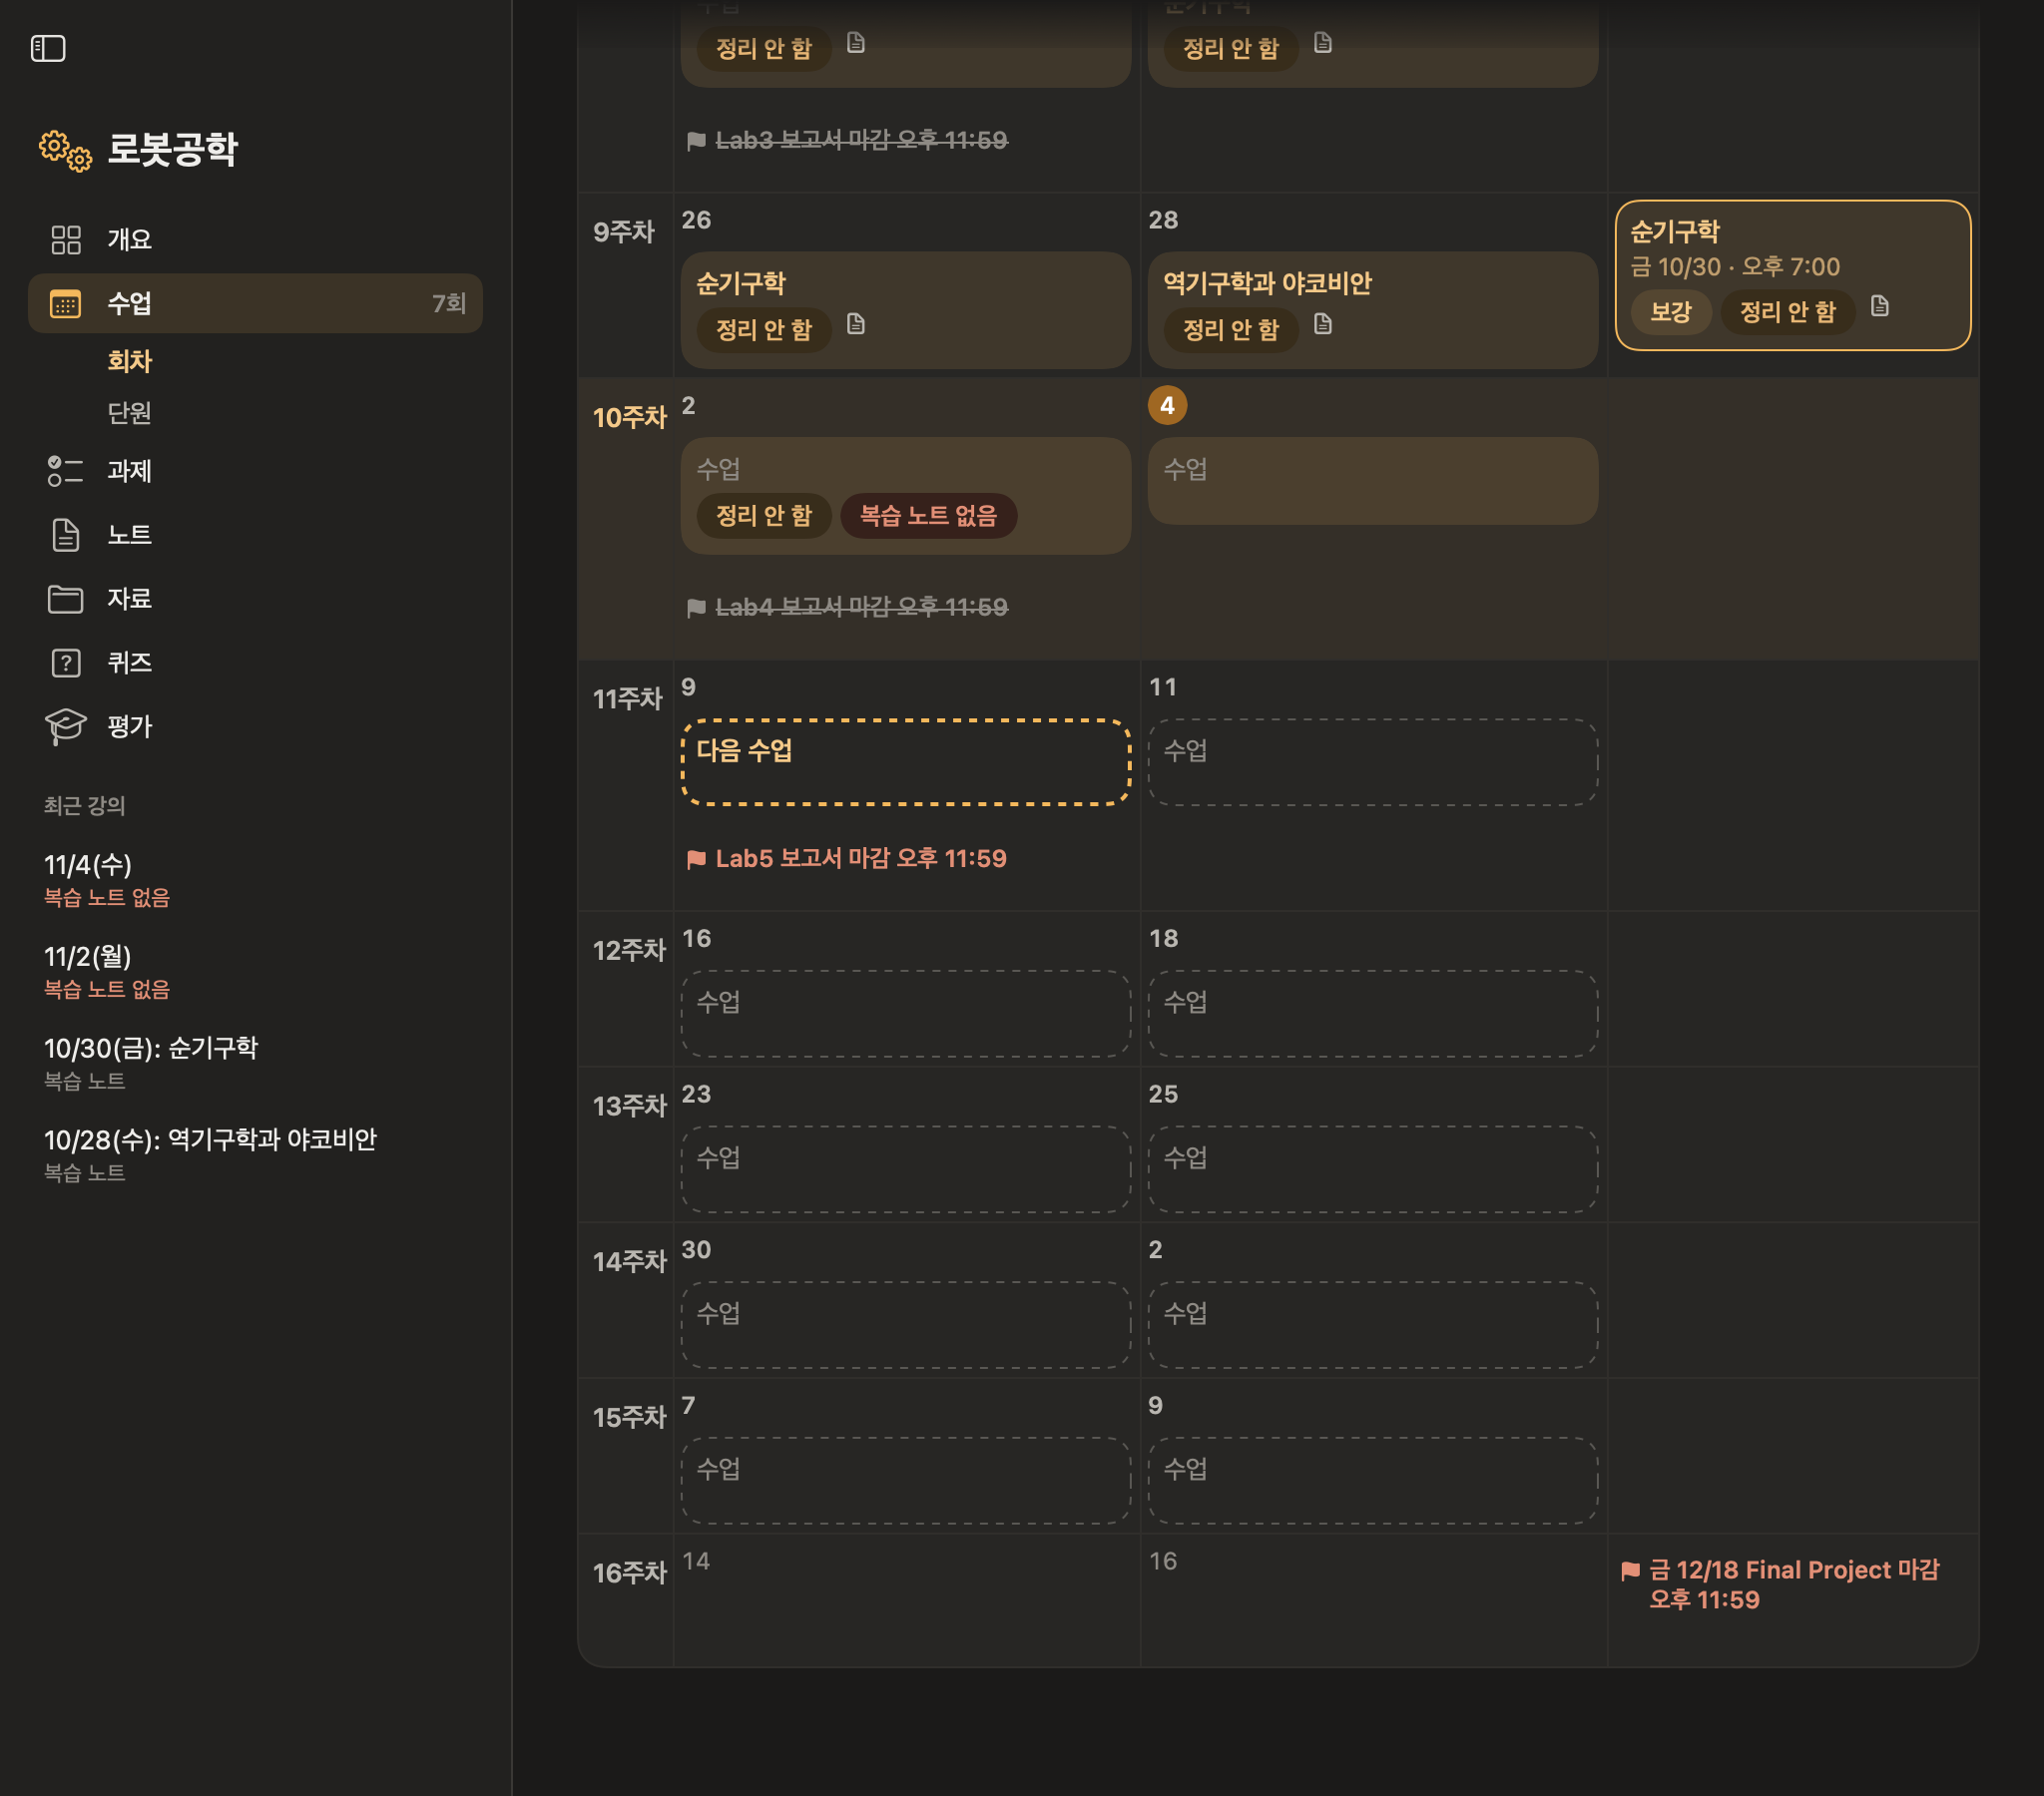 로봇공학
개요
수업 7회
회차
단원
과제
노트
자료
퀴즈
평가
최근 강의
11/4(수)
복습 노트 없음
11/2(월)
복습 노트 없음
10/30(금): 순기구학
복습 노트
10/28(수): 역기구학과 야코비안
복습 노트
수업 순기구학
정리 안 함 정리 안 함
Lab3 보고서 마감 오후 11:59
9주차 26 28
순기구학 역기구학과 야코비안 순기구학
금 10/30 · 오후 7:00
정리 안 함 정리 안 함 보강 정리 안 함
10주차 2 4
수업 수업
정리 안 함 복습 노트 없음
Lab4 보고서 마감 오후 11:59
11주차 9 11
다음 수업 수업
Lab5 보고서 마감 오후 11:59
12주차 16 18
수업 수업
13주차 23 25
수업 수업
14주차 30 2
수업 수업
15주차 7 9
수업 수업
16주차 14 16
금 12/18 Final Project 마감
오후 11:59